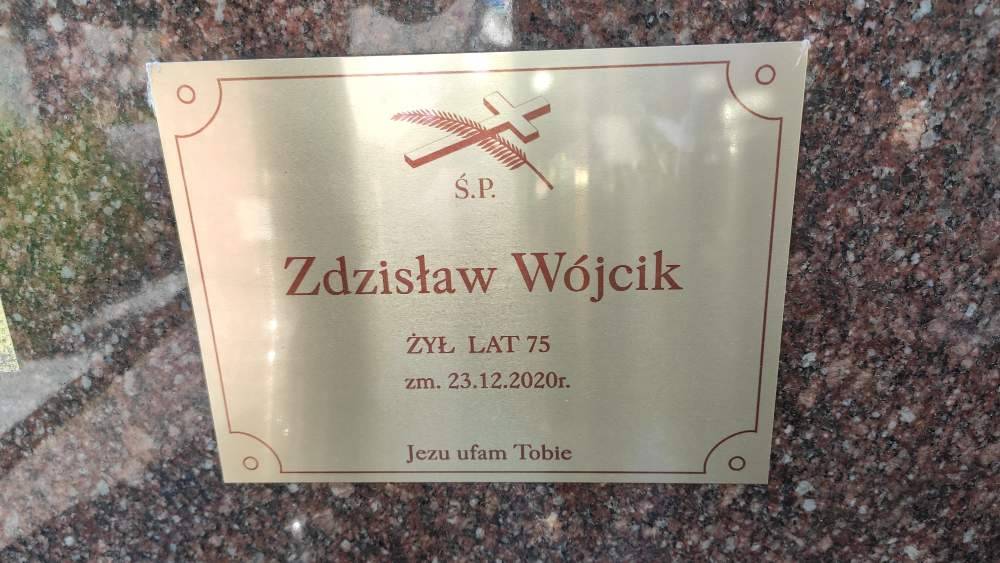 Ś.P.
Zdzisław Wójcik
ŻYŁ LAT 75
zm. 23.12.2020r.
Jezu ufam Tobie